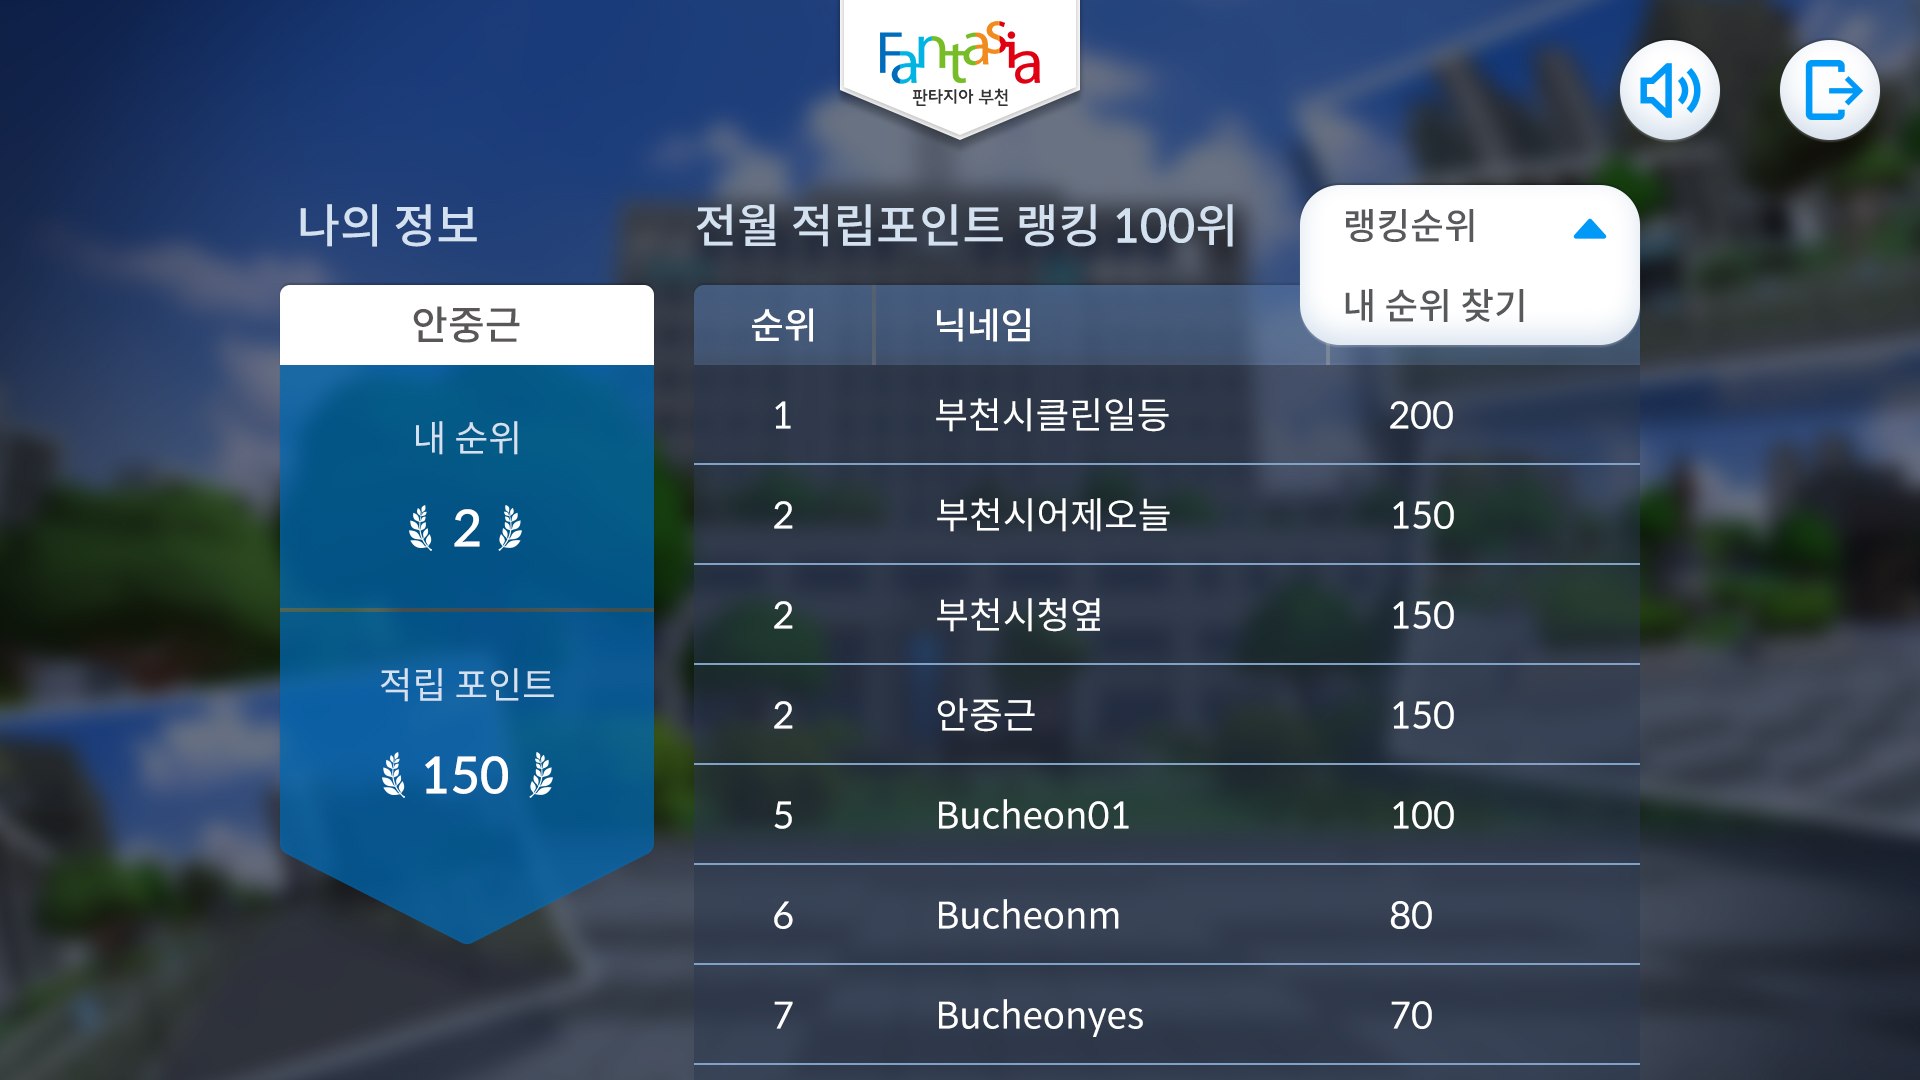 Fantasia
판타지아 부천
나의 정보
안중근
내 순위
2
적립 포인트
150
전월 적립포인트 랭킹 100위
랭킹순위
내 순위 찾기
순위 닉네임
1 부천시클린일등 200
2 부천시어제오늘 150
2 부천시청옆 150
2 안중근 150
5 Bucheon01 100
6 Bucheonm 80
7 Bucheonyes 70